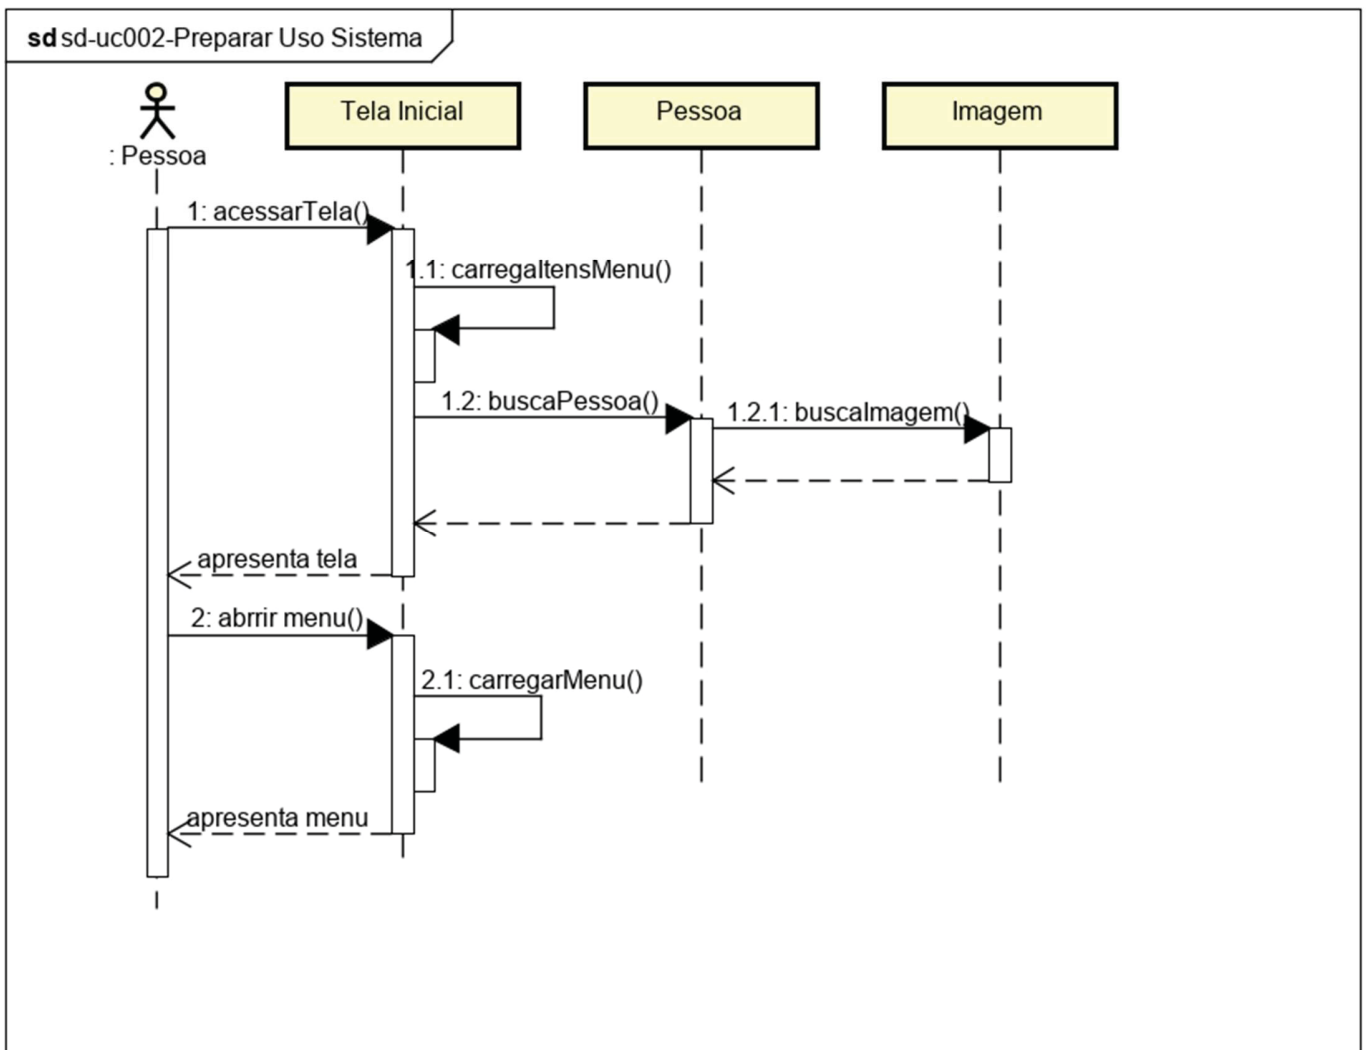 sd sd-uc002-Preparar Uso Sistema
Tela Inicial
Pessoa
Imagem
: Pessoa
1: acessarTela()
1.1: carregaItensMenu()
1.2: buscaPessoa()
1.2.1: buscaImagem()
apresenta tela
2: abrrir menu()
2.1: carregarMenu()
apresenta menu